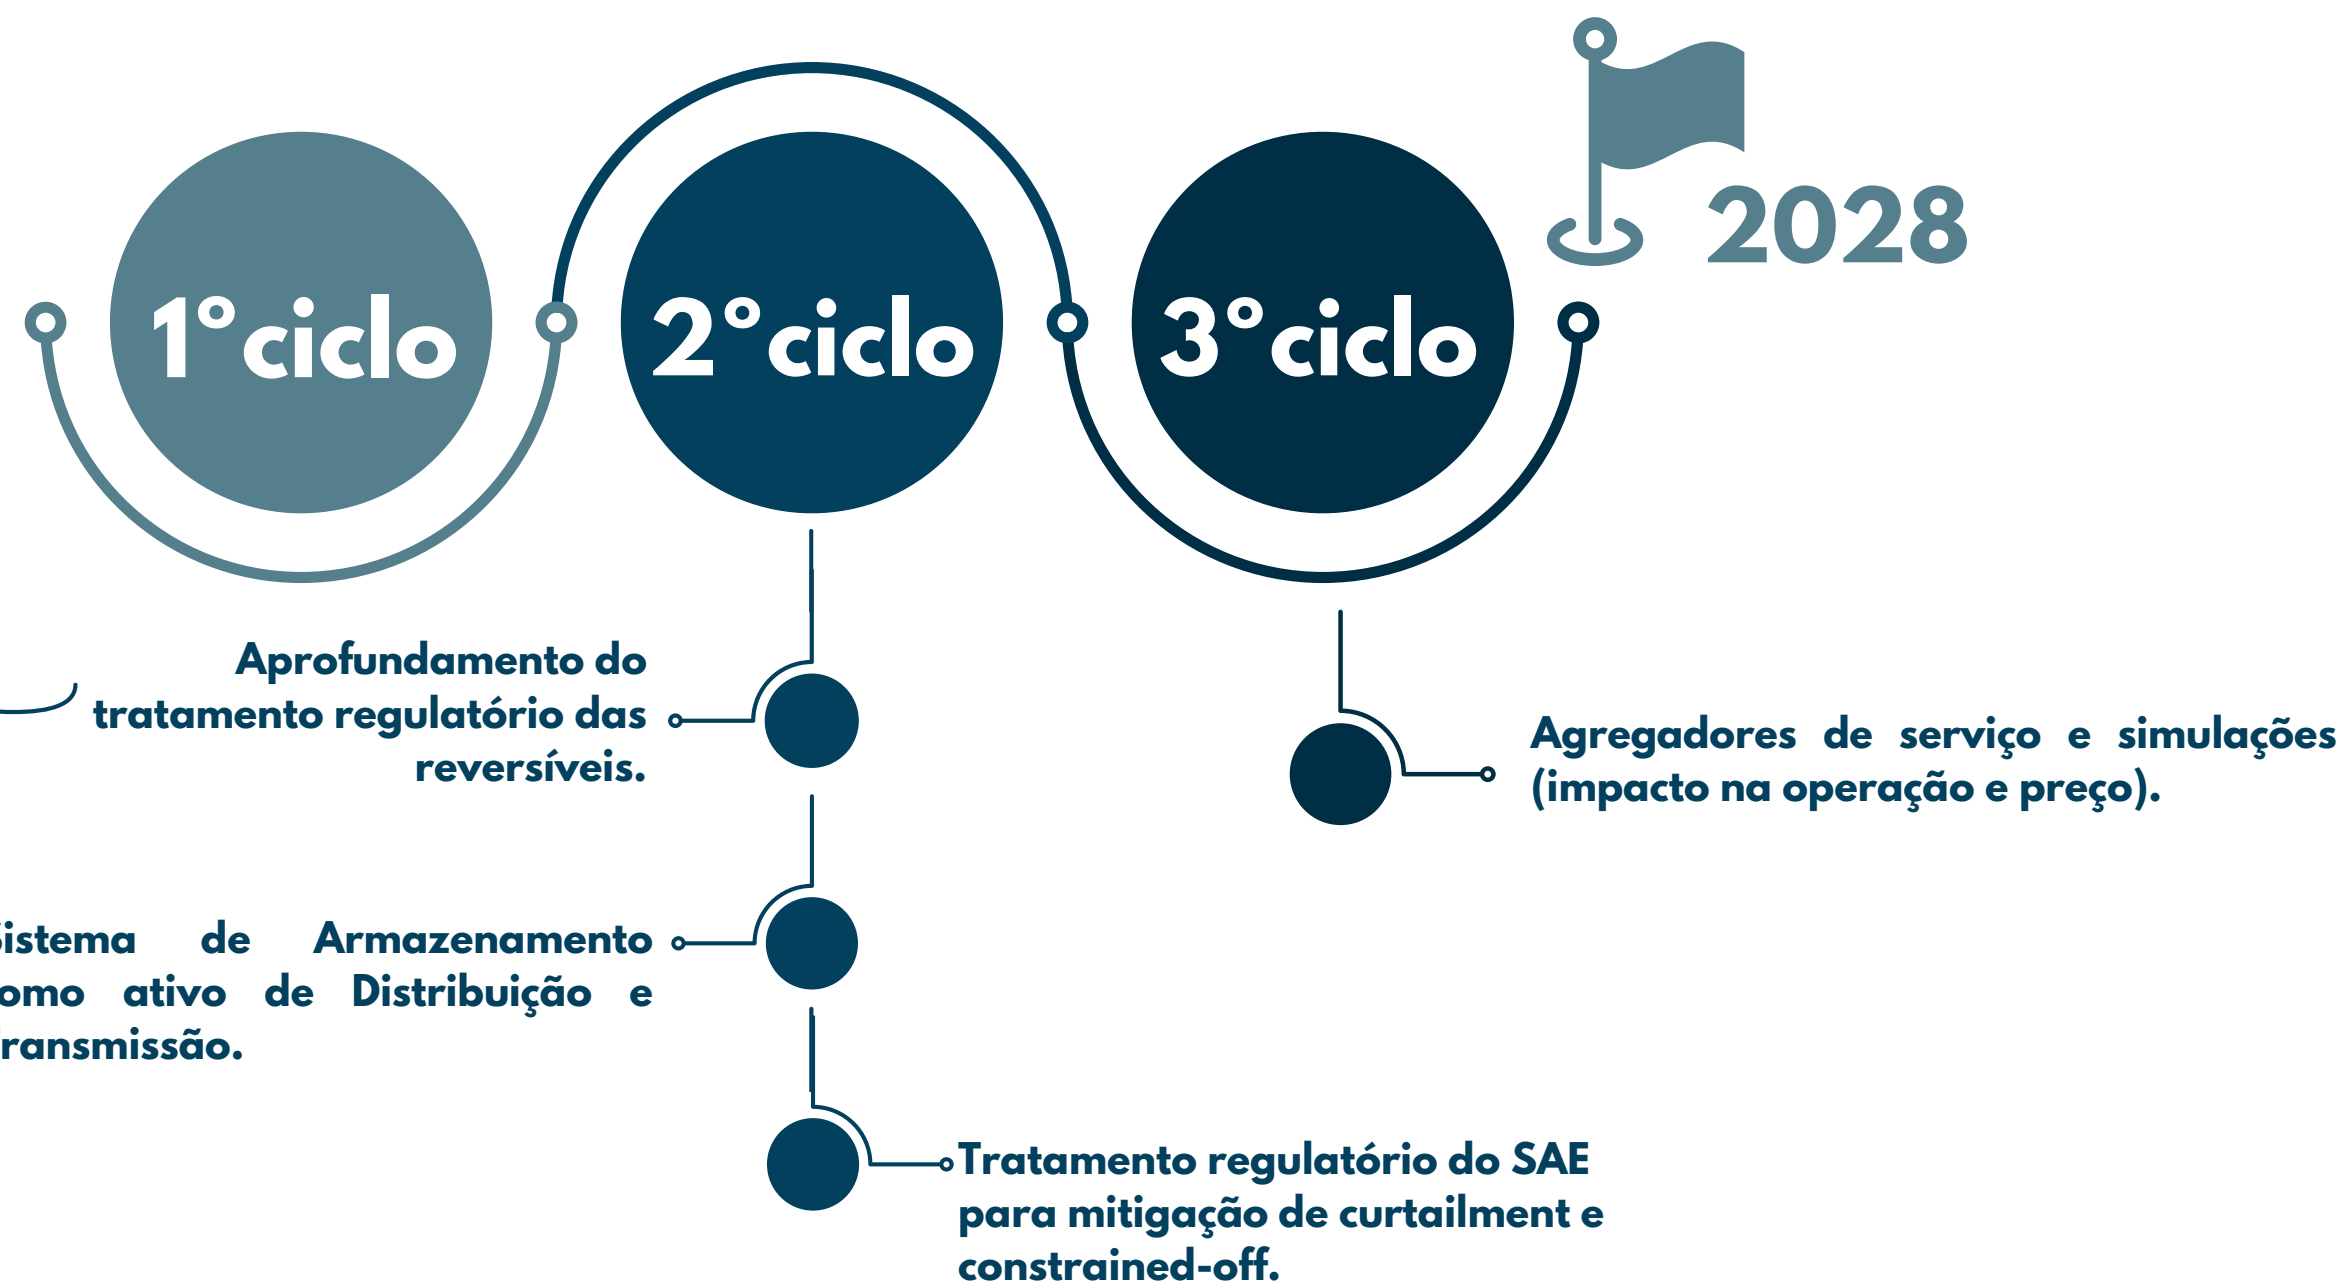 2028
1°ciclo
2°ciclo
3°ciclo
Aprofundamento do
tratamento regulatório das
reversíveis.
Agregadores de serviço e simulações
(impacto na operação e preço).
de Armazenamento
ativo de Distribuição e
Tratamento regulatório do SAE
para mitigação de curtailment e
constrained-off.